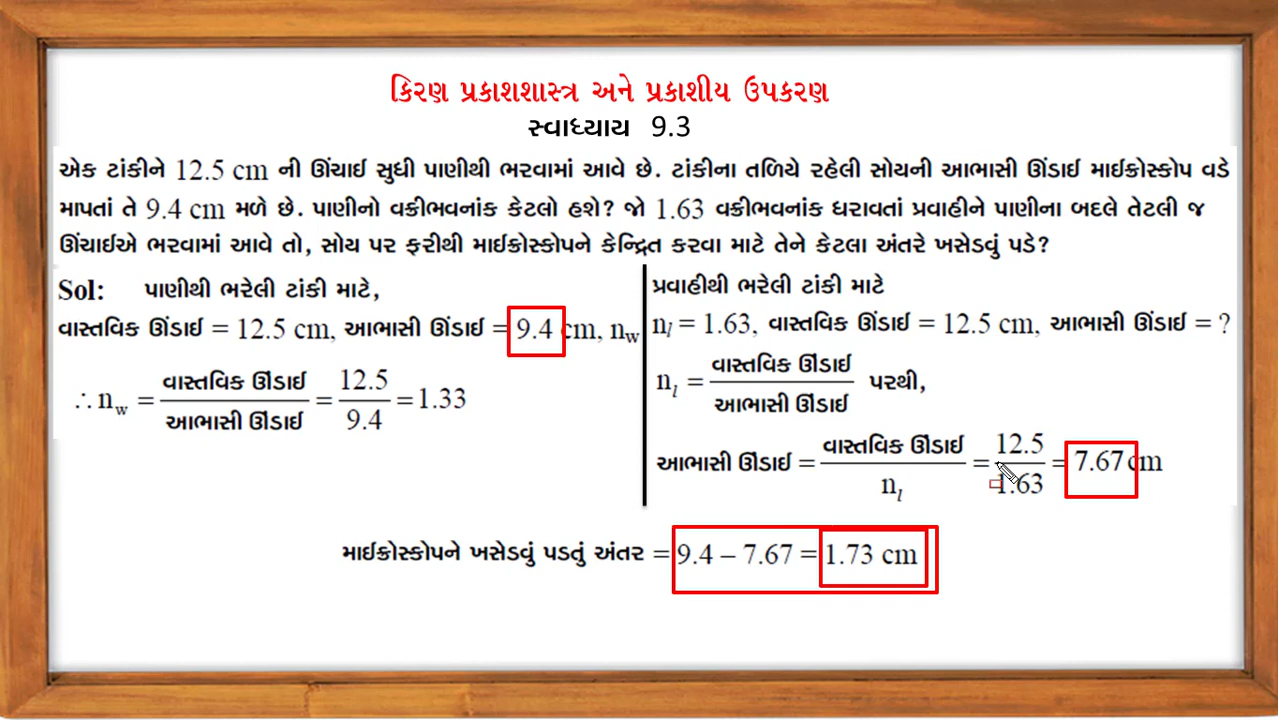 કિરણ પ્રકાશશાસ્ત્ર અને પ્રકાશીય ઉપકરણ
સ્વાધ્યાય 9.3
એક ટાંકીને 12.5 cm ની ઊંચાઈ સુધી પાણીથી ભરવામાં આવે છે. ટાંકીના તળિયે રહેલી સોયની આભાસી ઊંડાઈ માઈક્રોસ્કોપ વડે
માપતાં તે 9.4 cm મળે છે. પાણીનો વક્રીભવનાંક કેટલો હશે? જો 1.63 વક્રીભવનાંક ધરાવતાં પ્રવાહીને પાણીના બદલે તેટલી જ
ઊંચાઈએ ભરવામાં આવે તો, સોય પર ફરીથી માઈક્રોસ્કોપને કેન્દ્રિત કરવા માટે તેને કેટલા અંતરે ખસેડવું પડે?
Sol: પાણીથી ભરેલી ટાંકી માટે,
વાસ્તવિક ઊંડાઈ = 12.5 cm, આભાસી ઊંડાઈ = 9.4 cm, n_w
∴ n_w = વાસ્તવિક ઊંડાઈ / આભાસી ઊંડાઈ = 12.5 / 9.4 = 1.33
પ્રવાહીથી ભરેલી ટાંકી માટે
n_l = 1.63, વાસ્તવિક ઊંડાઈ = 12.5 cm, આભાસી ઊંડાઈ = ?
n_l = વાસ્તવિક ઊંડાઈ / આભાસી ઊંડાઈ પરથી,
આભાસી ઊંડાઈ = વાસ્તવિક ઊંડાઈ / n_l = 12.5 / 1.63 = 7.67 cm
માઈક્રોસ્કોપને ખસેડવું પડતું અંતર = 9.4 – 7.67 = 1.73 cm